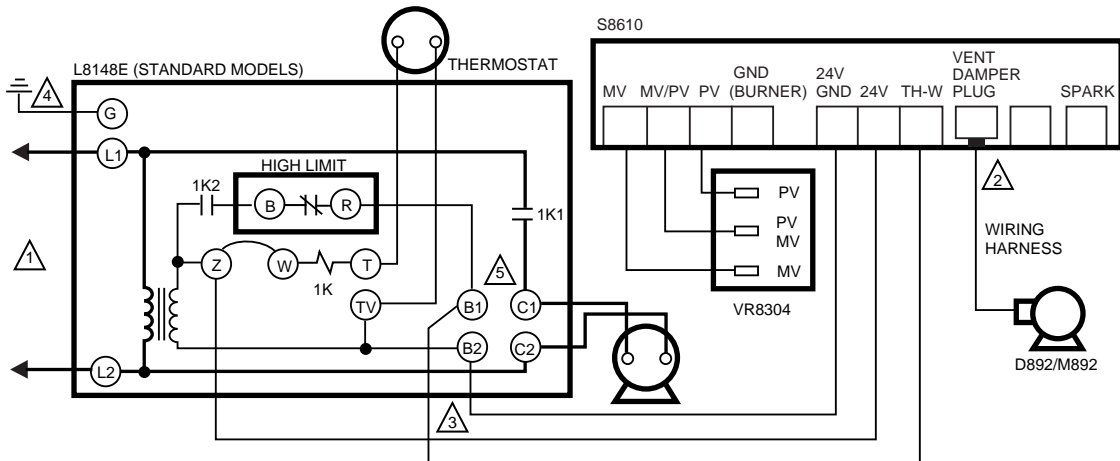 S8610
L8148E (STANDARD MODELS)
THERMOSTAT
MV
MV/PV
PV
GND
(BURNER)
24V
GND
24V
TH-W
VENT
DAMPER
PLUG
SPARK
4
G
L1
HIGH LIMIT
1K2
B
R
1K1
2
PV
PV
MV
MV
VR8304
WIRING
HARNESS
D892/M892
1
Z
W
1K
T
5
TV
B1
C1
B2
C2
L2
3